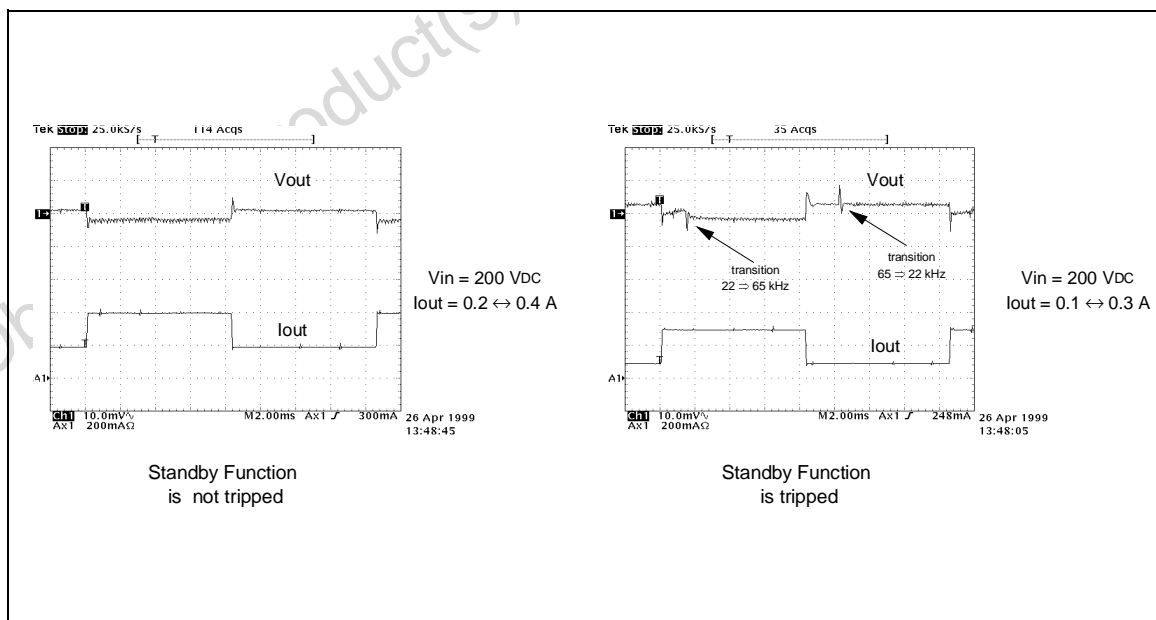 Product(s)
Tek Stop: 25.0kS/s 114 Acqs
T
Vout
1
Iout
A1
Ch1 10.0mV∿ M2.00ms Ax1 ʃ 300mA
Ax1 200mAΩ
26 Apr 1999
13:48:45
Vin = 200 VDC
Iout = 0.2 ↔ 0.4 A
Standby Function
is not tripped
Tek Stop: 25.0kS/s 35 Acqs
T
Vout
1
transition
22 ⇒ 65 kHz
transition
65 ⇒ 22 kHz
Iout
A1
Ch1 10.0mV∿ M2.00ms Ax1 ʃ 248mA
Ax1 200mAΩ
26 Apr 1999
13:48:05
Vin = 200 VDC
Iout = 0.1 ↔ 0.3 A
Standby Function
is tripped